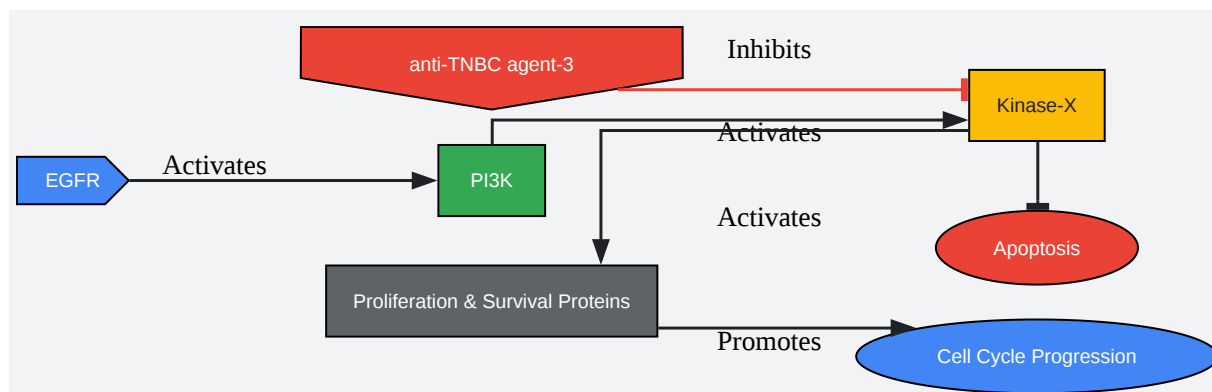 Inhibits
anti-TNBC agent-3
Kinase-X
Activates
Activates
EGFR
PI3K
Activates
Apoptosis
Proliferation & Survival Proteins
Promotes
Cell Cycle Progression